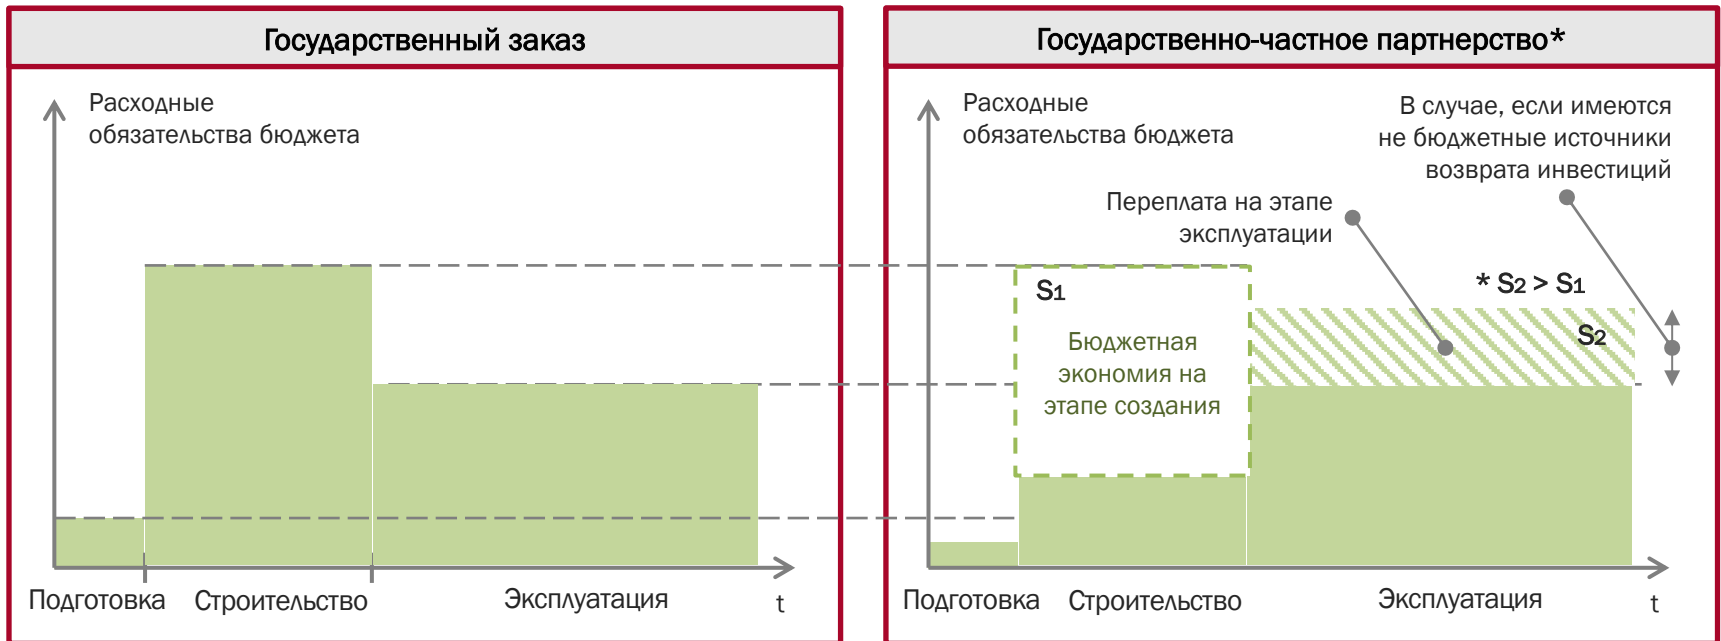 Государственный заказ
Расходные
обязательства бюджета
Подготовка
Строительство
Эксплуатация
t
Государственно-частное партнерство*
Расходные
обязательства бюджета
В случае, если имеются
не бюджетные источники
возврата инвестиций
Переплата на этапе
эксплуатации
* S2 > S1
S1
S2
Бюджетная
экономия на
этапе создания
Подготовка
Строительство
Эксплуатация
t